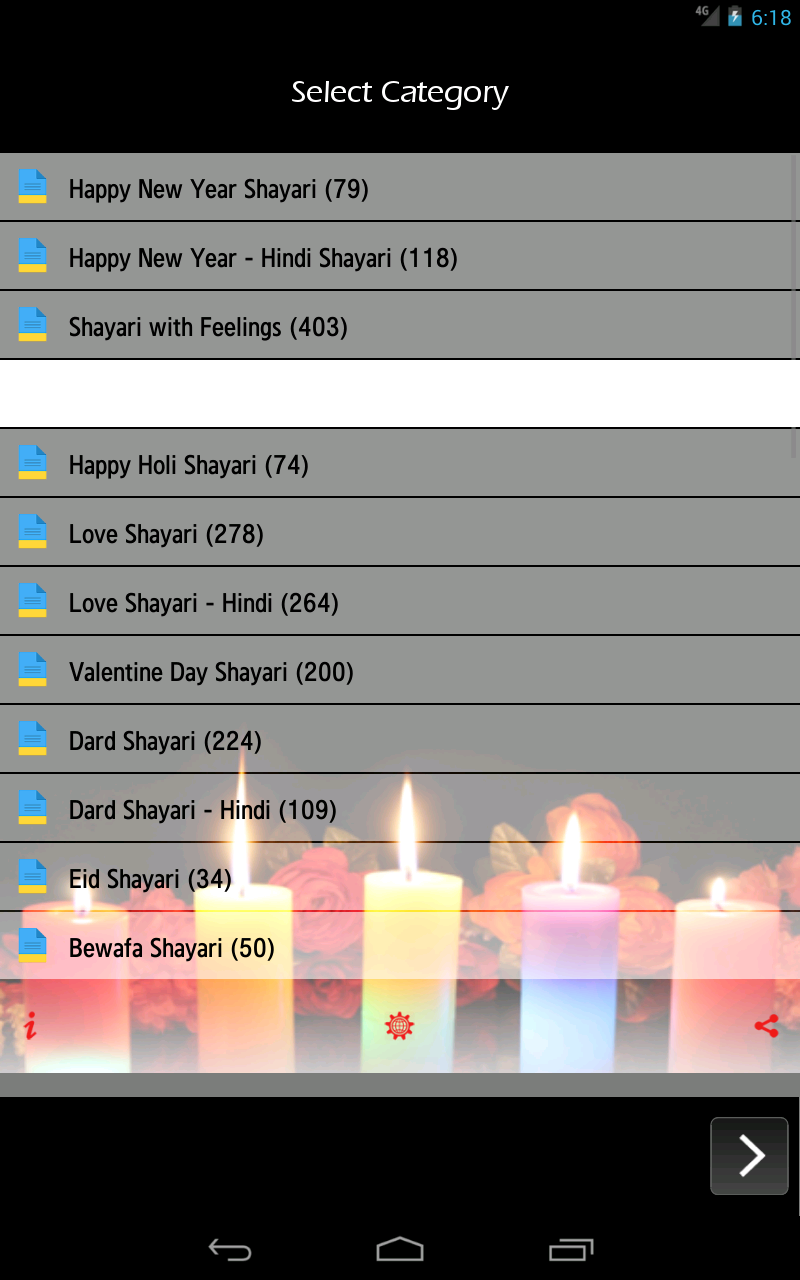 4G 6:18
Select Category
Happy New Year Shayari (79)
Happy New Year - Hindi Shayari (118)
Shayari with Feelings (403)
Happy Holi Shayari (74)
Love Shayari (278)
Love Shayari - Hindi (264)
Valentine Day Shayari (200)
Dard Shayari (224)
Dard Shayari - Hindi (109)
Eid Shayari (34)
Bewafa Shayari (50)